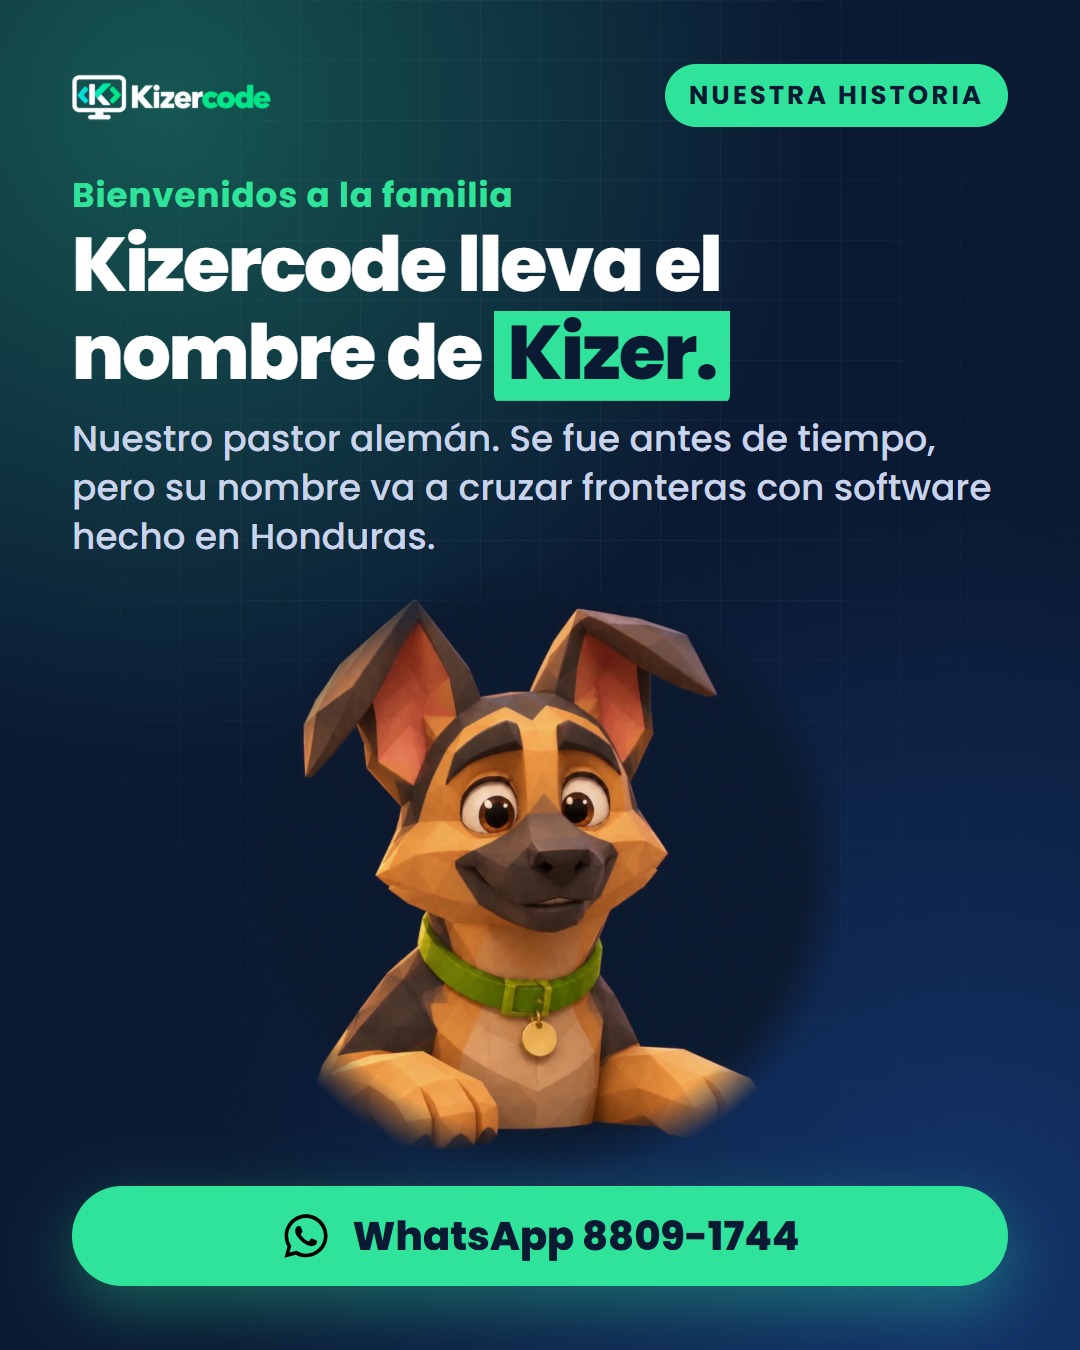 <K> Kizercode
NUESTRA HISTORIA
Bienvenidos a la familia
Kizercode lleva el
nombre de Kizer.
Nuestro pastor alemán. Se fue antes de tiempo,
pero su nombre va a cruzar fronteras con software
hecho en Honduras.
WhatsApp 8809-1744